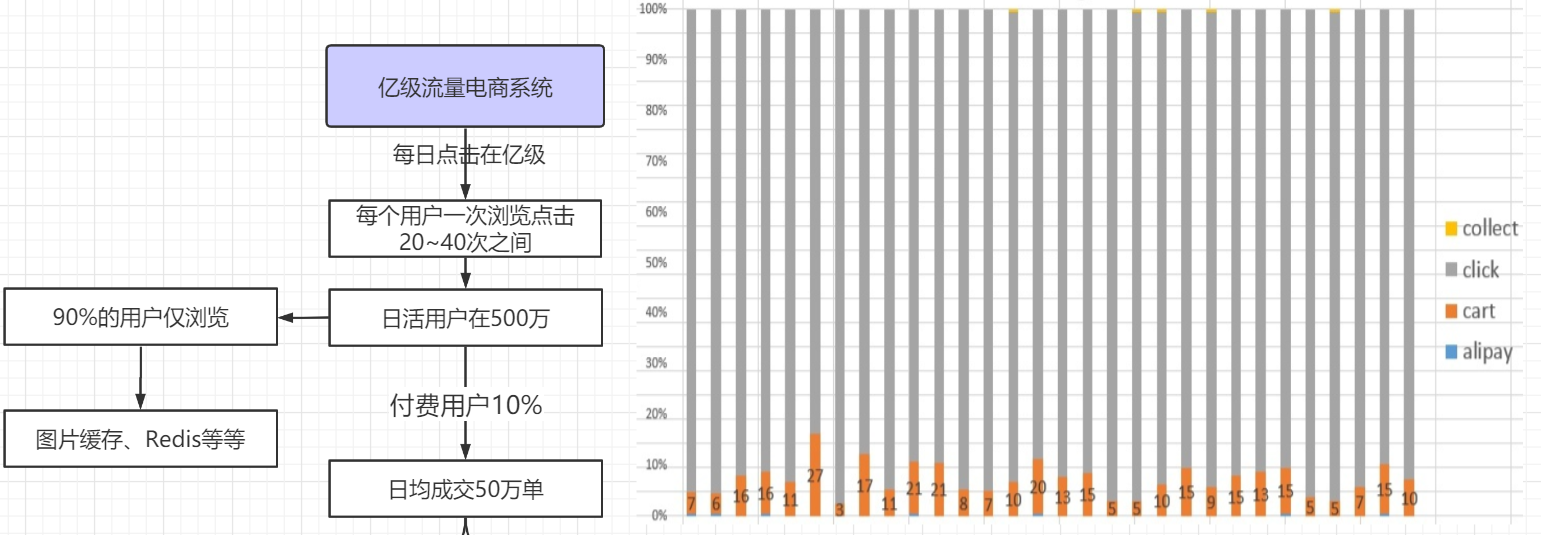 亿级流量电商系统
每日点击在亿级
每个用户一次浏览点击
20~40次之间
90%的用户仅浏览
日活用户在500万
付费用户10%
图片缓存、Redis等等
日均成交50万单
100%
90%
80%
70%
60%
50%
40%
30%
20%
10%
0%
7 6 16 16 11 27 3 17 11 21 21 8 7 10 20 13 15 5 5 10 15 9 15 13 15 5 5 7 15 10
collect
click
cart
alipay